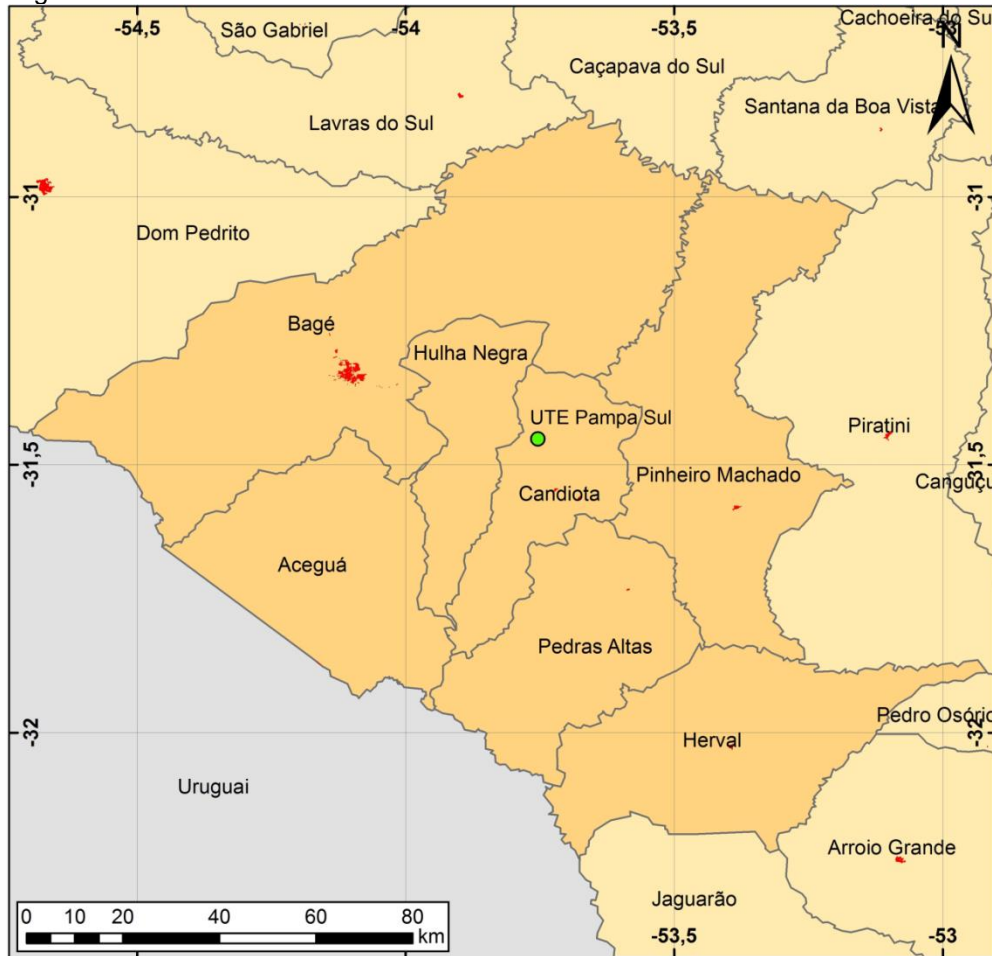 -54,5
-54
-53,5
-53
São Gabriel
Cachoeira do Su
N
Caçapava do Sul
Santana da Boa Vista
Lavras do Sul
-31
-31
Dom Pedrito
Bagé
Hulha Negra
UTE Pampa Sul
Piratini
-31,5
-31,5
Pinheiro Machado
Canguçu
Candiota
Aceguá
Pedras Altas
Pedro Osório
-32
-32
Herval
Uruguai
Arroio Grande
Jaguarão
0 10 20 40 60 80
km
-53,5
-53